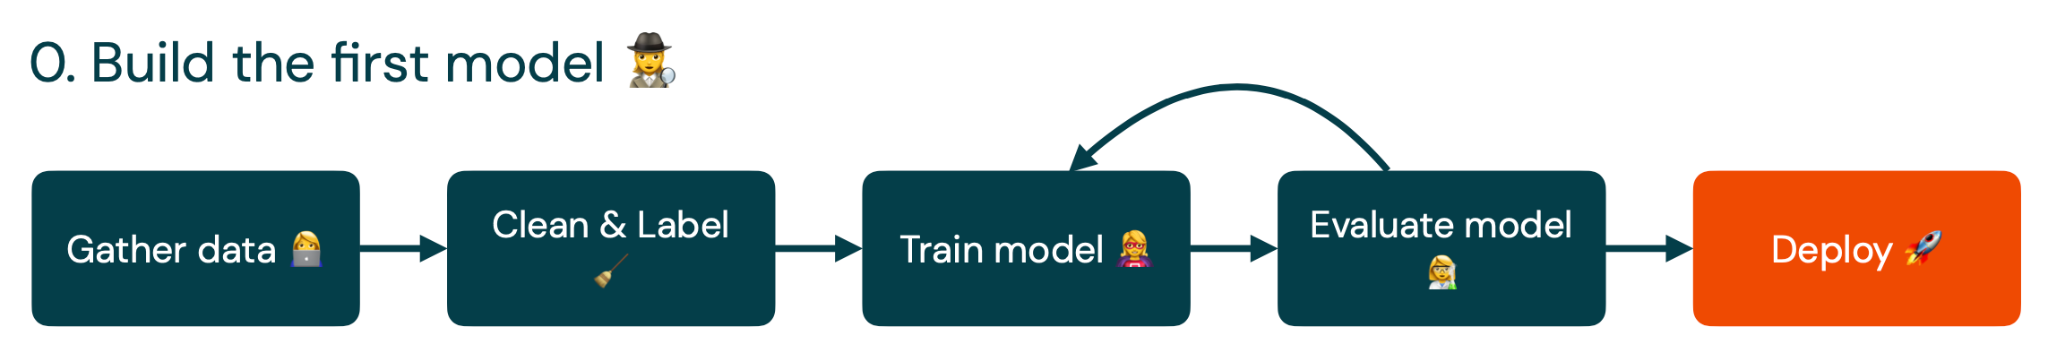 0. Build the first model 🕵️‍♀️
Gather data 👩‍💻
Clean & Label
🧹
Train model 🦸‍♀️
Evaluate model
👩‍🔬
Deploy 🚀